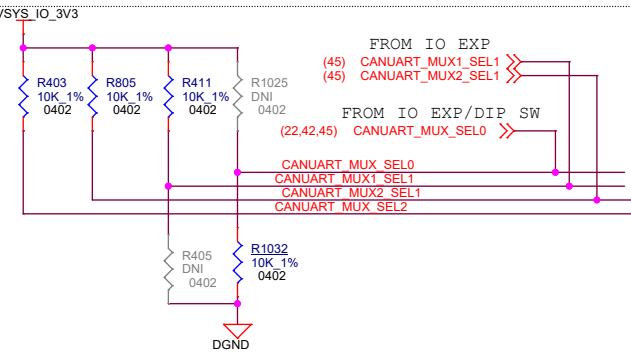 VSYS_IO_3V3
FROM IO EXP
(45) CANUART_MUX1_SEL1
(45) CANUART_MUX2_SEL1
R403
10K_1%
0402
R805
10K_1%
0402
R411
10K_1%
0402
R1025
DNI
0402
FROM IO EXP/DIP SW
(22,42,45) CANUART_MUX_SEL0
CANUART_MUX_SEL0
CANUART_MUX1_SEL1
CANUART_MUX2_SEL1
CANUART_MUX_SEL2
R405
DNI
0402
R1032
10K_1%
0402
DGND